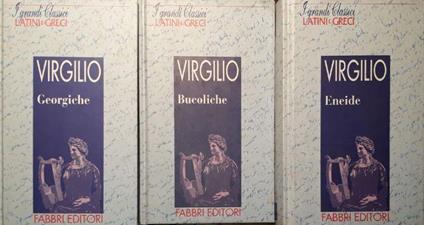 I grandi Classici
LATINI e GRECI
VIRGILIO
Georgiche
FABBRI EDITORI
I grandi Classici
LATINI e GRECI
VIRGILIO
Bucoliche
FABBRI EDITORI
I grandi Classici
LATINI e GRECI
VIRGILIO
Eneide
FABBRI EDITORI